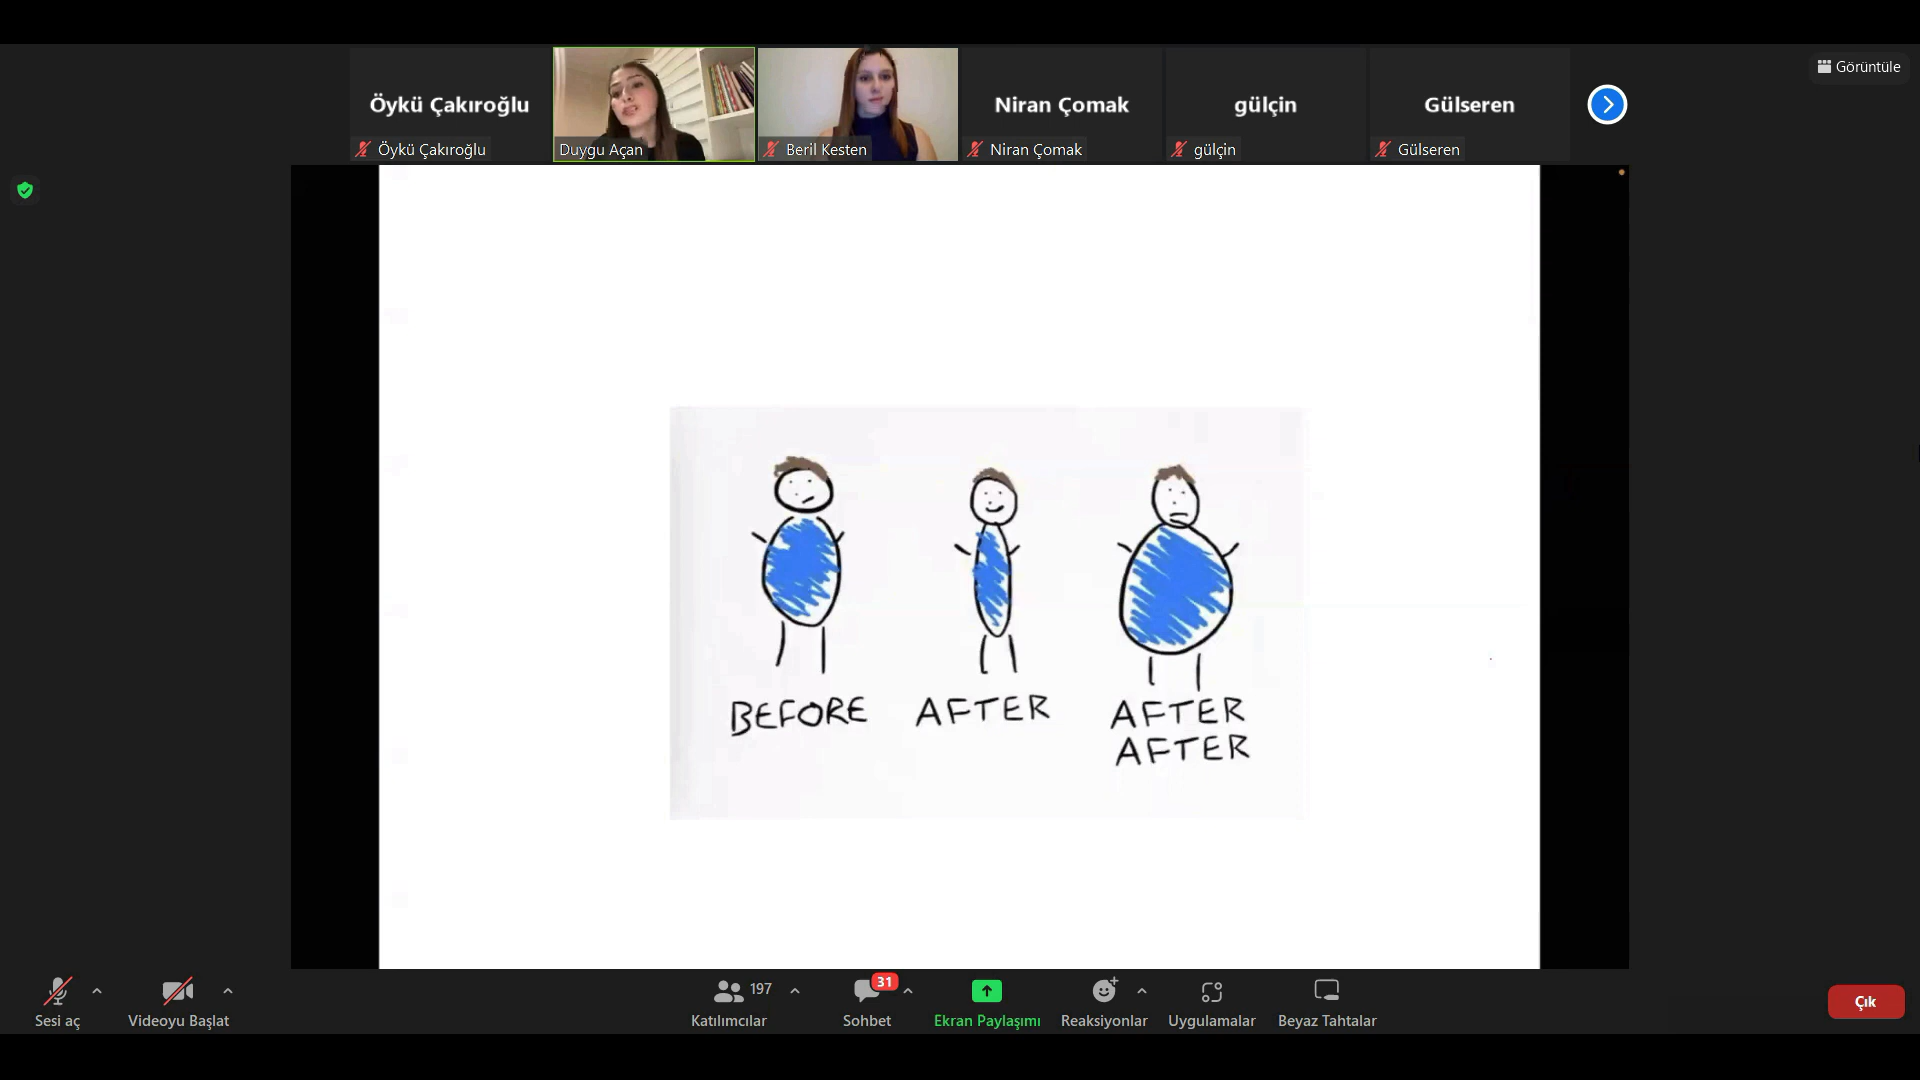 Öykü Çakıroğlu
Niran Çomak
gülçin
Gülseren
Görüntüle
Öykü Çakıroğlu
Duygu Açan
Beril Kesten
Niran Çomak
gülçin
Gülseren
BEFORE
AFTER
AFTER
AFTER
197
31
Sesi aç
Videoyu Başlat
Katılımcılar
Sohbet
Ekran Paylaşımı
Reaksiyonlar
Uygulamalar
Beyaz Tahtalar
Çık